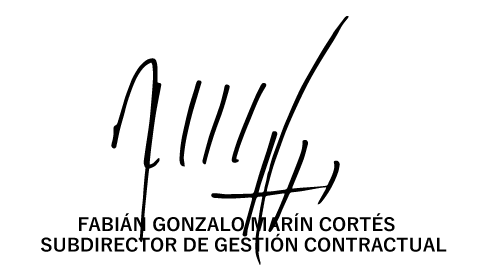 FABIÁN GONZALO MARÍN CORTÉS
SUBDIRECTOR DE GESTIÓN CONTRACTUAL